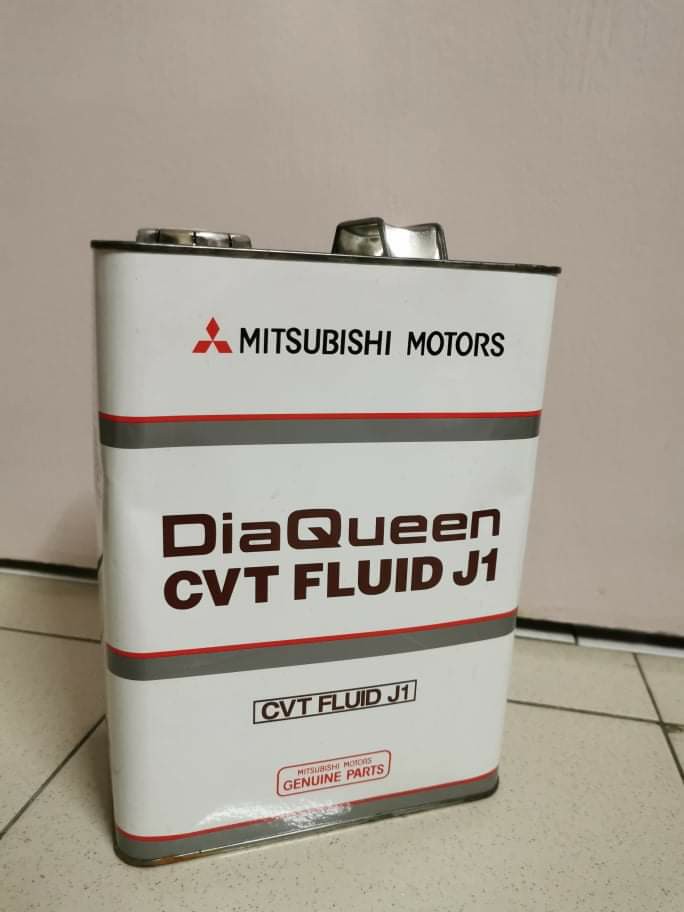 MITSUBISHI MOTORS
DiaQueen
CVT FLUID J1
CVT FLUID J1
MITSUBISHI MOTORS
GENUINE PARTS